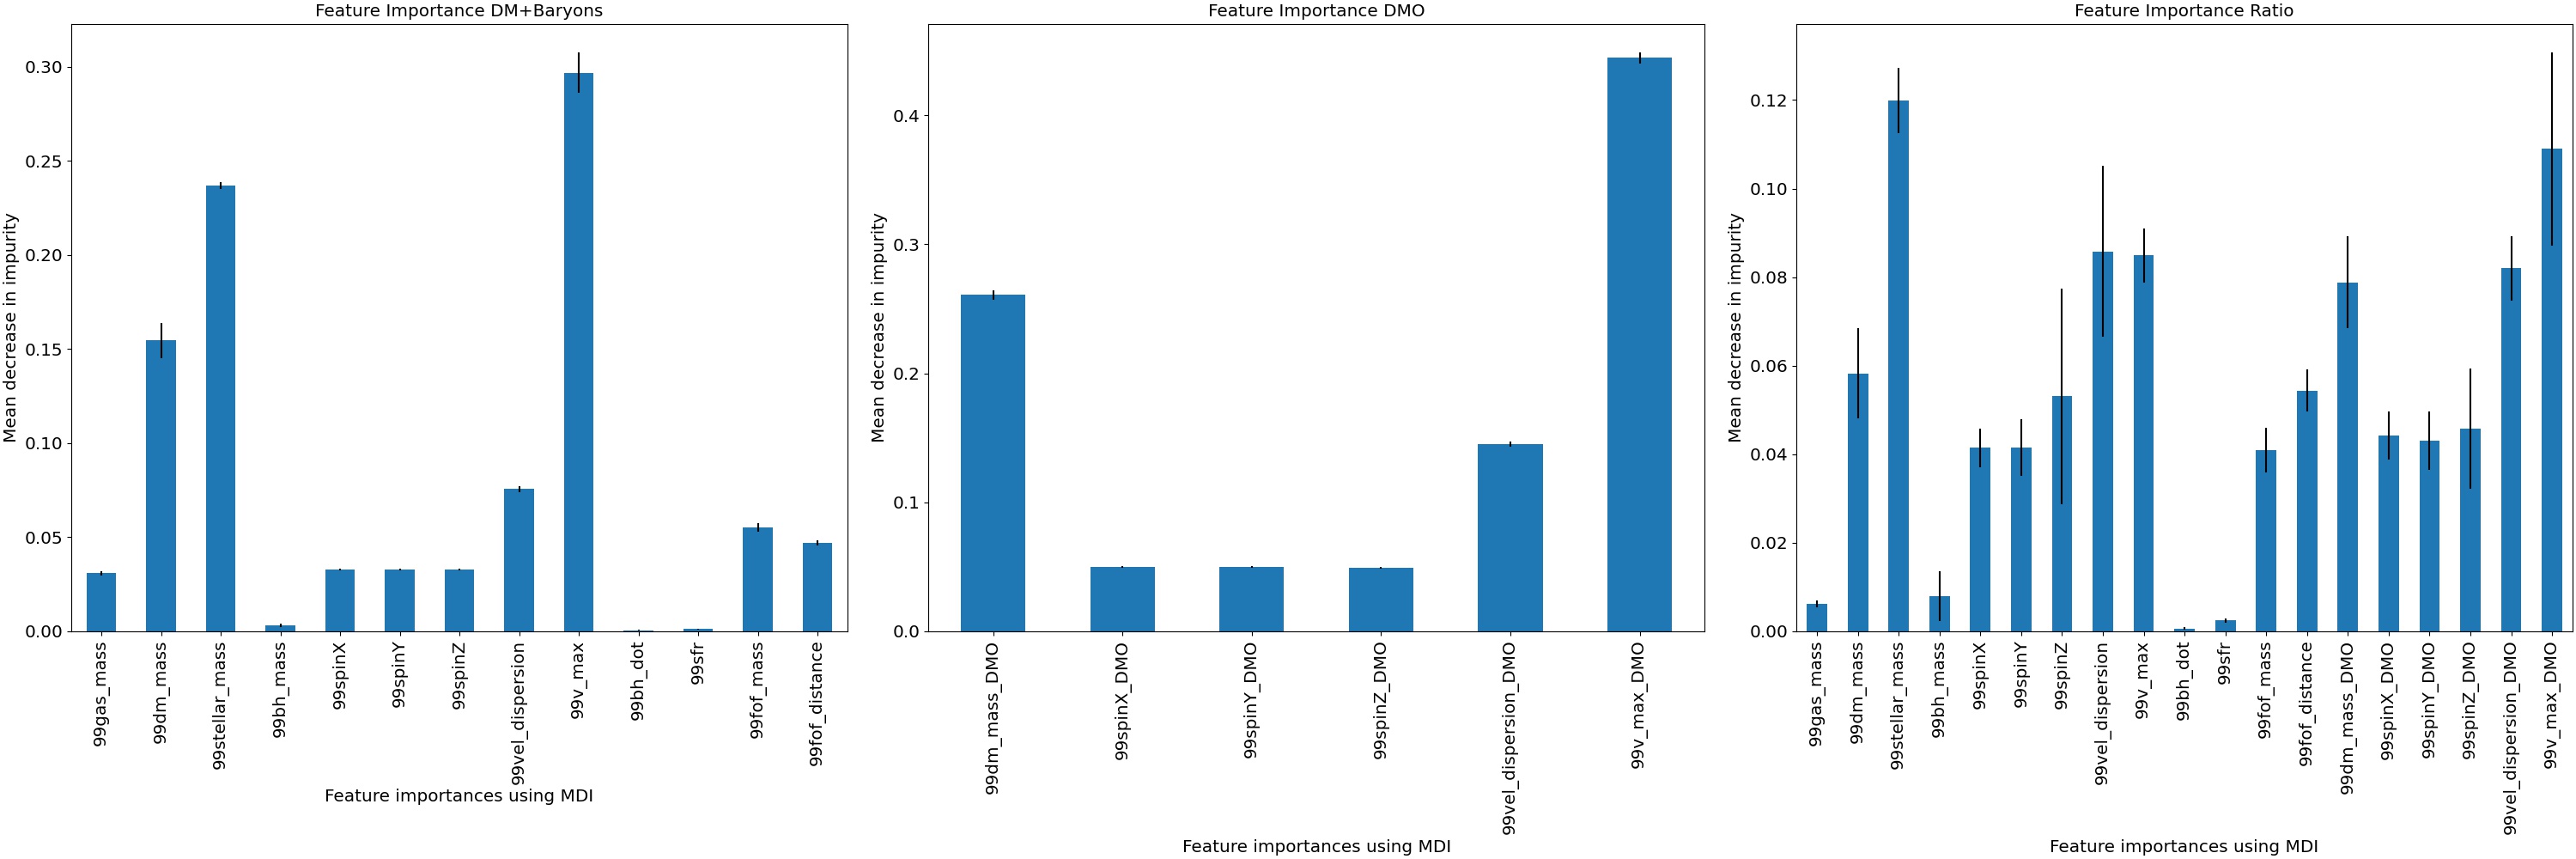 Feature Importance DM+Baryons
Mean decrease in impurity
0.30
0.25
0.20
0.15
0.10
0.05
0.00
99gas_mass
99dm_mass
99stellar_mass
99bh_mass
99spinX
99spinY
99spinZ
99vel_dispersion
99v_max
99bh_dot
99sfr
99fof_mass
99fof_distance
Feature importances using MDI
Feature Importance DMO
Mean decrease in impurity
0.4
0.3
0.2
0.1
0.0
99dm_mass_DMO
99spinX_DMO
99spinY_DMO
99spinZ_DMO
99vel_dispersion_DMO
99v_max_DMO
Feature importances using MDI
Feature Importance Ratio
Mean decrease in impurity
0.12
0.10
0.08
0.06
0.04
0.02
0.00
99gas_mass
99dm_mass
99stellar_mass
99bh_mass
99spinX
99spinY
99spinZ
99vel_dispersion
99v_max
99bh_dot
99sfr
99fof_mass
99fof_distance
99dm_mass_DMO
99spinX_DMO
99spinY_DMO
99spinZ_DMO
99vel_dispersion_DMO
99v_max_DMO
Feature importances using MDI